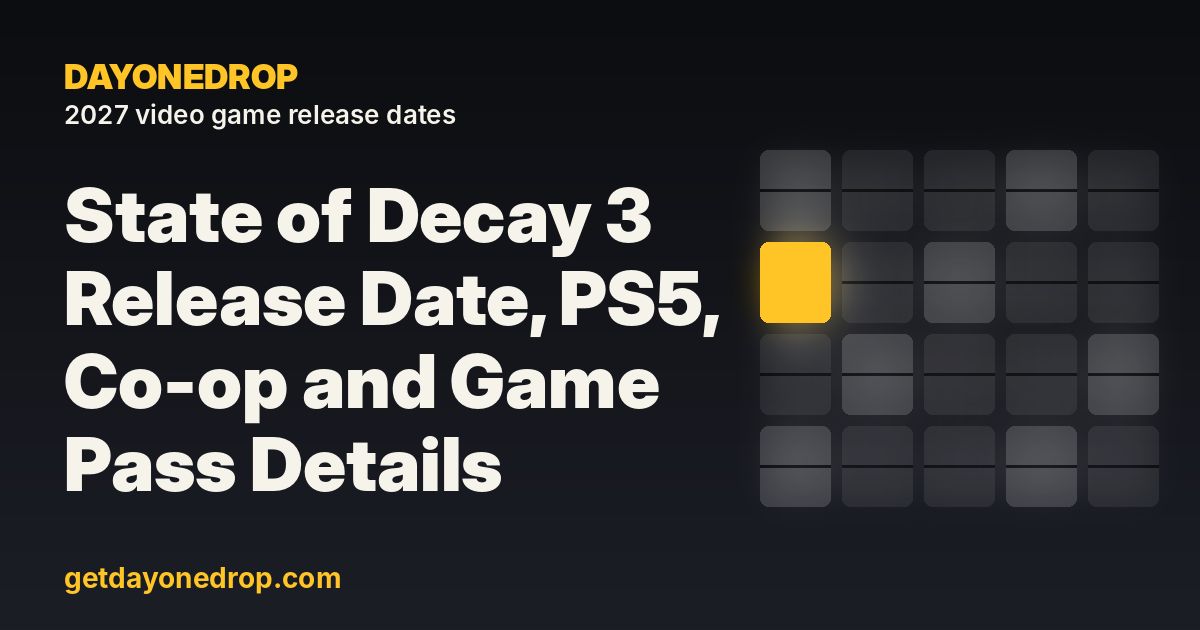 DAYONEDROP
2027 video game release dates
State of Decay 3
Release Date, PS5,
Co-op and Game
Pass Details
getdayonedrop.com